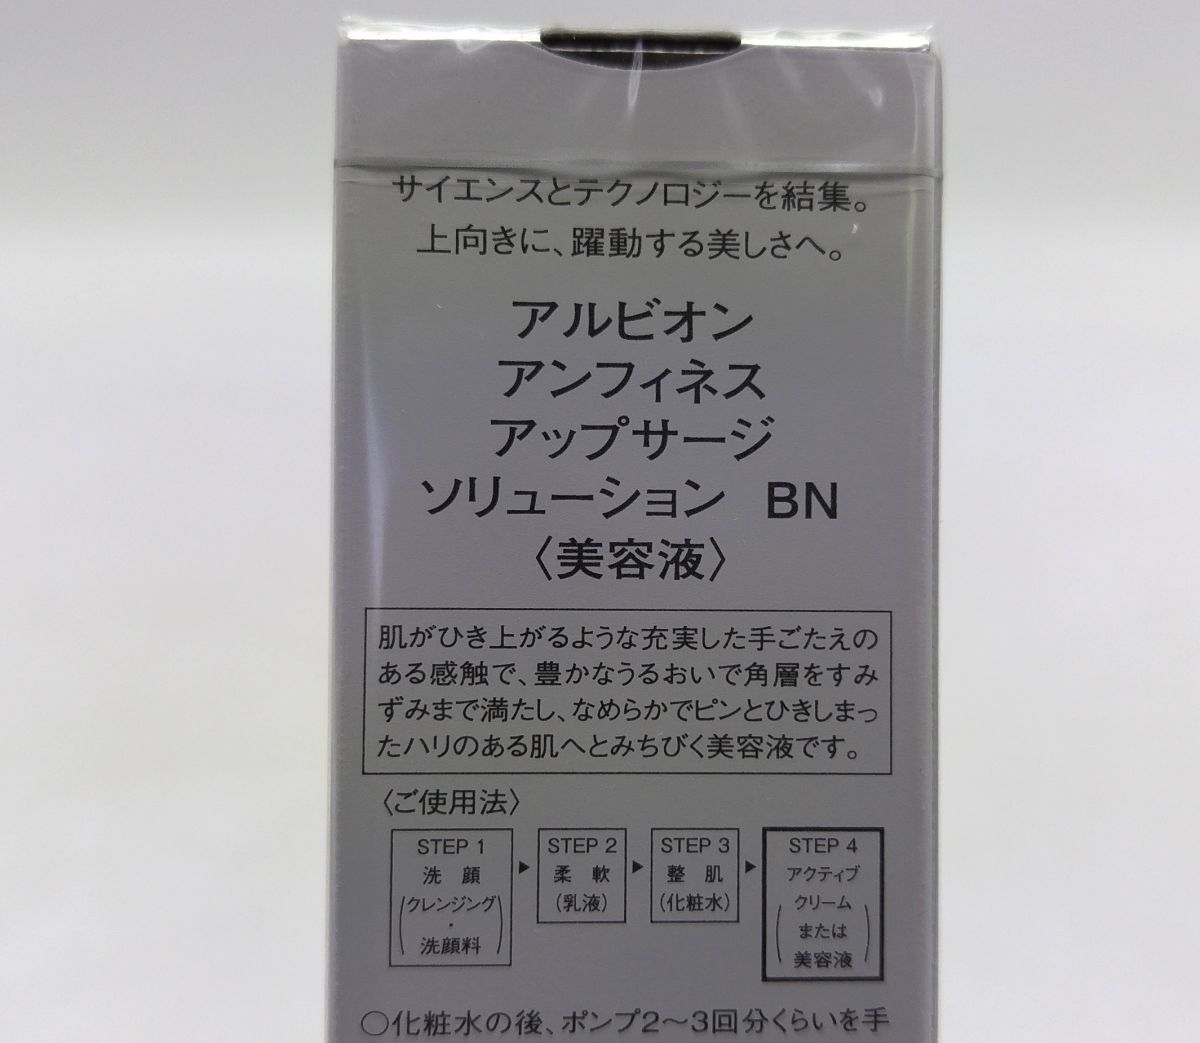 サイエンスとテクノロジーを結集。
上向きに、躍動する美しさへ。
アルビオン
アンフィネス
アップサージ
ソリューション BN
〈美容液〉
肌がひき上がるような充実した手ごたえの
ある感触で、豊かなうるおいで角層をすみ
ずみまで満たし、なめらかでピンとひきしまっ
たハリのある肌へとみちびく美容液です。
〈ご使用法〉
STEP 1
洗 顔
(クレンジング
・
洗顔料)
STEP 2
柔 軟
(乳液)
STEP 3
整 肌
(化粧水)
STEP 4
アクティブ
(クリーム
または
美容液)
○化粧水の後、ポンプ2〜3回分くらいを手